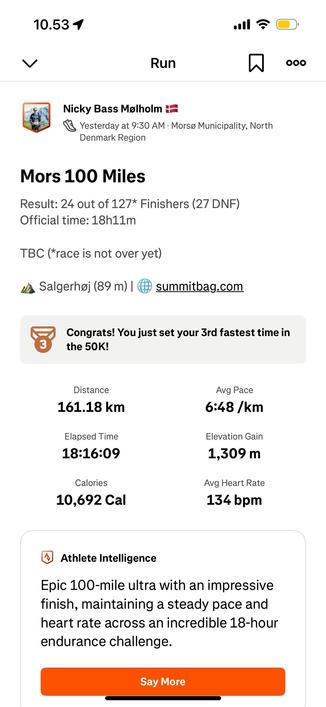 10.53
Run
Nicky Bass Mølholm 🇩🇰
Yesterday at 9:30 AM · Morsø Municipality, North
Denmark Region
Mors 100 Miles
Result: 24 out of 127* Finishers (27 DNF)
Official time: 18h11m
TBC (*race is not over yet)
⛰️ Salgerhøj (89 m) | 🌐 summitbag.com
3
Congrats! You just set your 3rd fastest time in
the 50K!
Distance
161.18 km
Avg Pace
6:48 /km
Elapsed Time
18:16:09
Elevation Gain
1,309 m
Calories
10,692 Cal
Avg Heart Rate
134 bpm
Athlete Intelligence
Epic 100-mile ultra with an impressive
finish, maintaining a steady pace and
heart rate across an incredible 18-hour
endurance challenge.
Say More